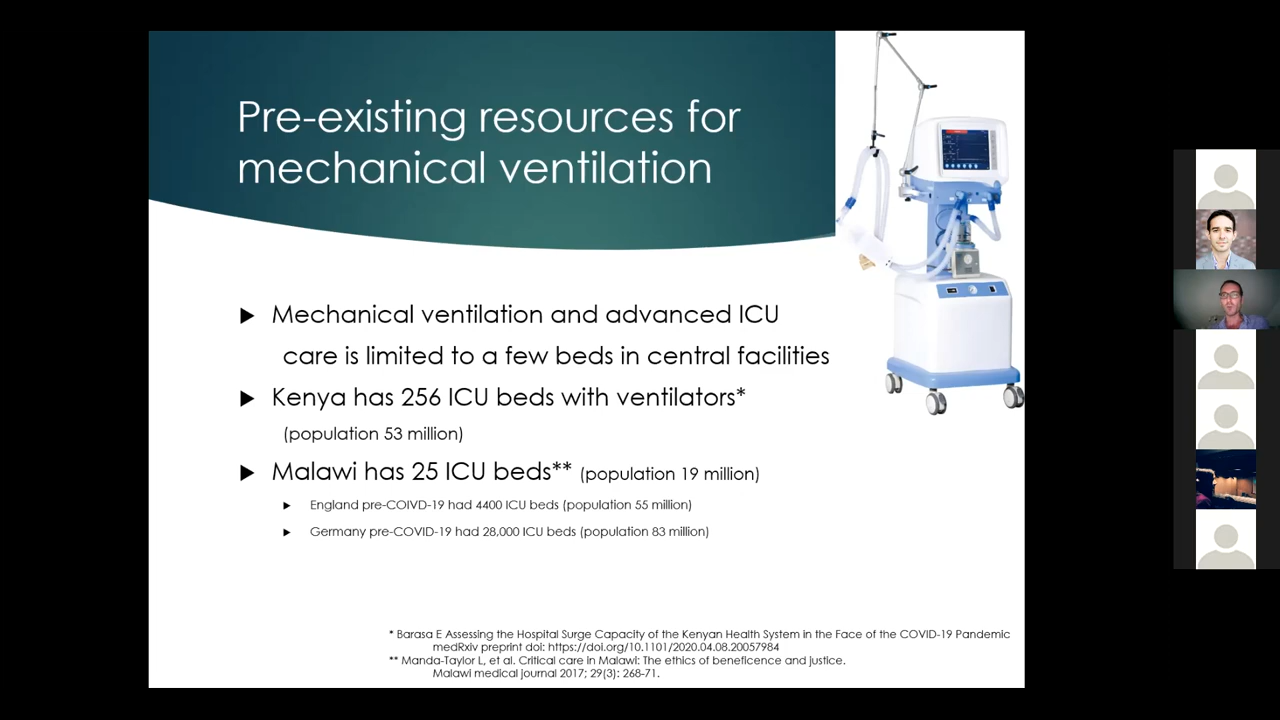 Pre-existing resources for
mechanical ventilation
Mechanical ventilation and advanced ICU
care is limited to a few beds in central facilities
Kenya has 256 ICU beds with ventilators*
(population 53 million)
Malawi has 25 ICU beds** (population 19 million)
England pre-COIVD-19 had 4400 ICU beds (population 55 million)
Germany pre-COVID-19 had 28,000 ICU beds (population 83 million)
* Barasa E Assessing the Hospital Surge Capacity of the Kenyan Health System in the Face of the COVID-19 Pandemic
medRxiv preprint doi: https://doi.org/10.1101/2020.04.08.20057984
** Manda-Taylor L, et al. Critical care in Malawi: The ethics of beneficence and justice.
Malawi medical journal 2017; 29(3): 268-71.